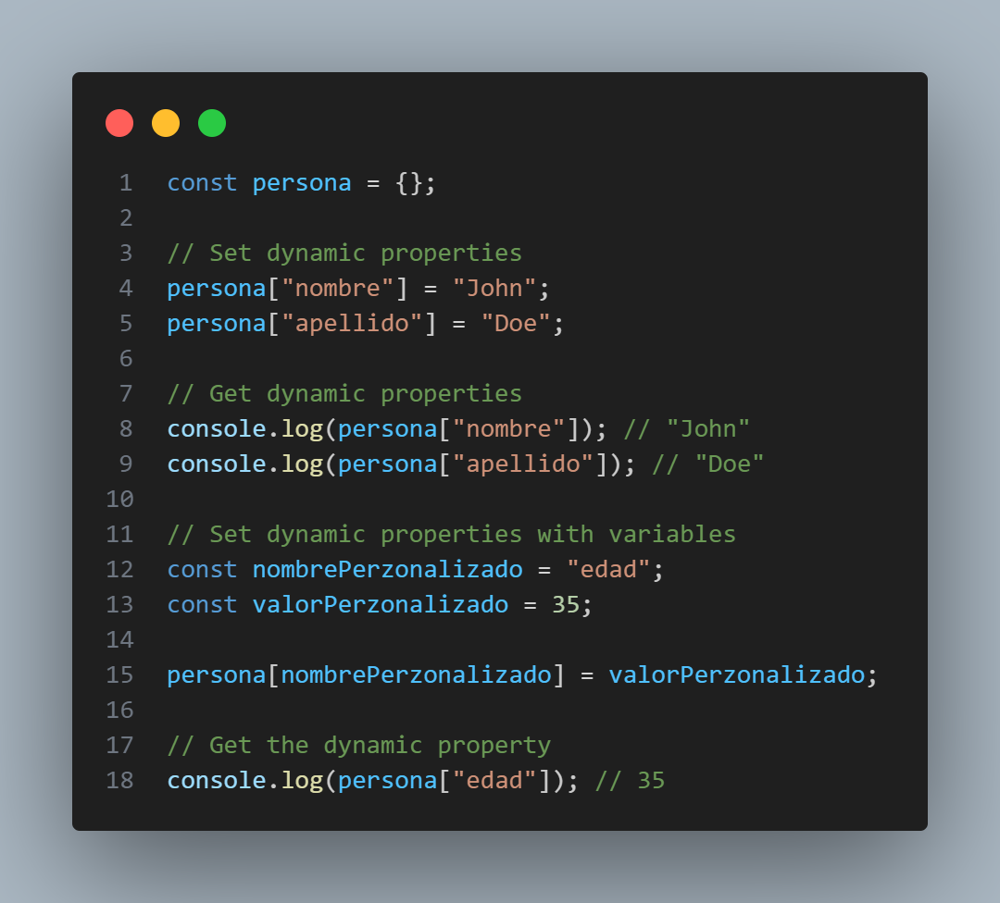 1 const persona = {};
2
3 // Set dynamic properties
4 persona["nombre"] = "John";
5 persona["apellido"] = "Doe";
6
7 // Get dynamic properties
8 console.log(persona["nombre"]); // "John"
9 console.log(persona["apellido"]); // "Doe"
10
11 // Set dynamic properties with variables
12 const nombrePerzonalizado = "edad";
13 const valorPerzonalizado = 35;
14
15 persona[nombrePerzonalizado] = valorPerzonalizado;
16
17 // Get the dynamic property
18 console.log(persona["edad"]); // 35